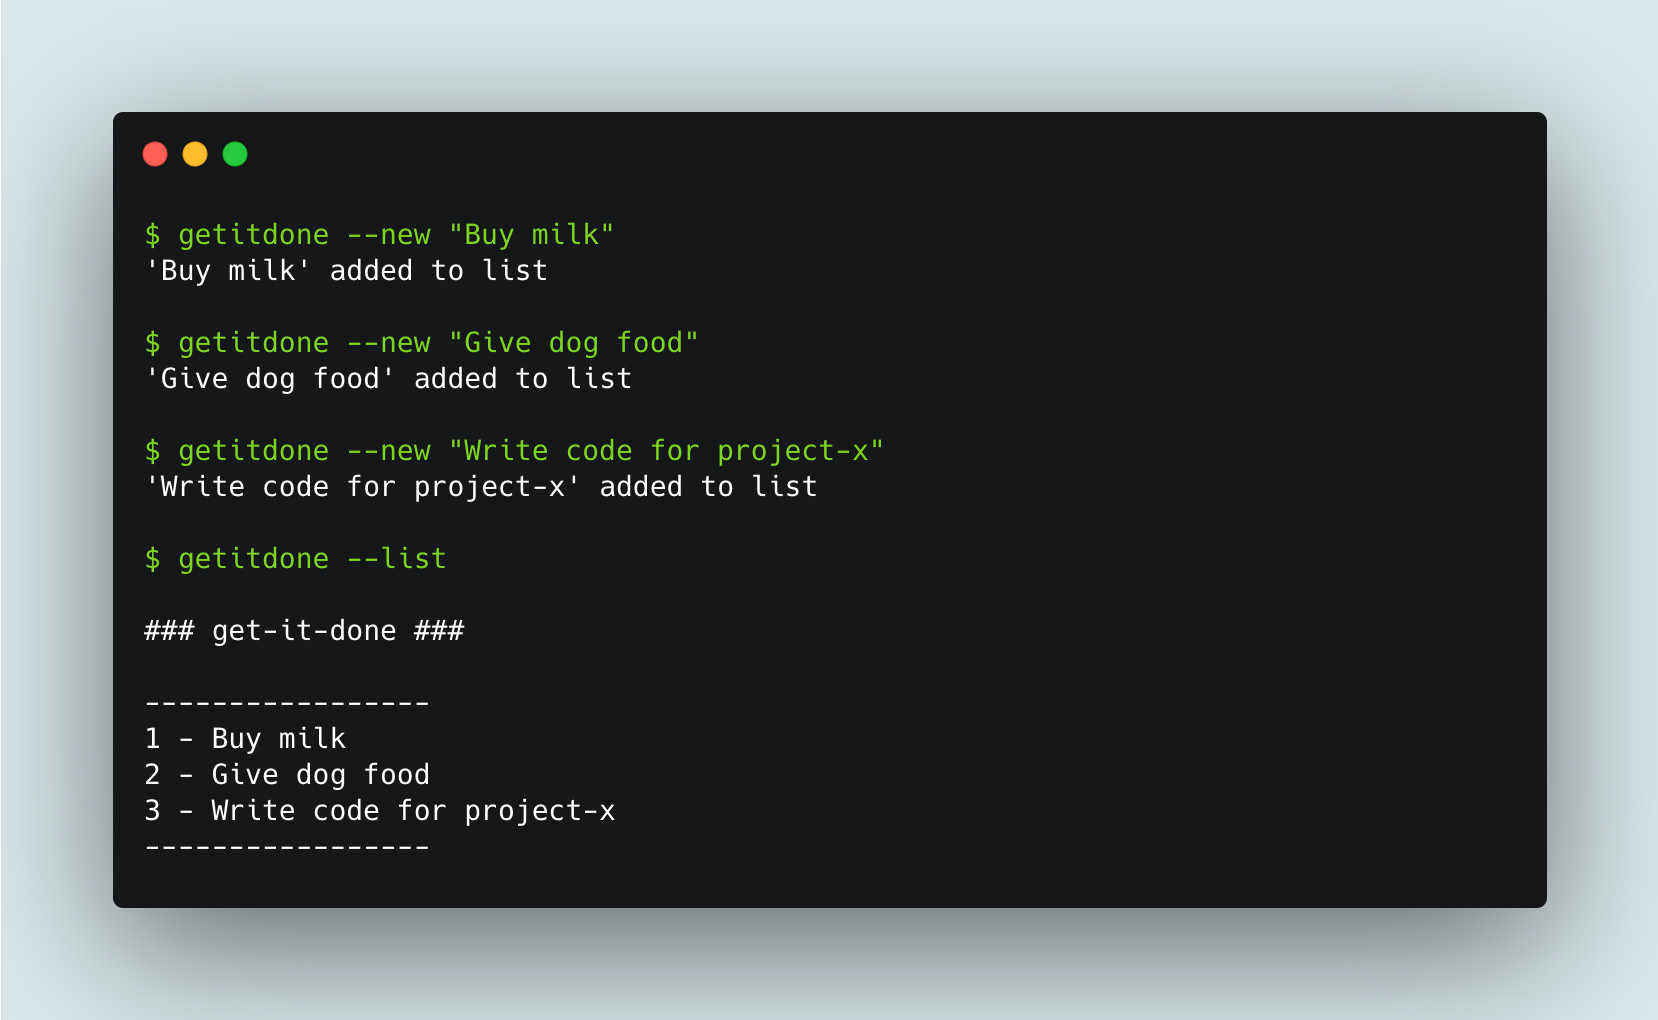 $ getitdone --new "Buy milk"
'Buy milk' added to list
$ getitdone --new "Give dog food"
'Give dog food' added to list
$ getitdone --new "Write code for project-x"
'Write code for project-x' added to list
$ getitdone --list
### get-it-done ###
-----------------
1 - Buy milk
2 - Give dog food
3 - Write code for project-x
-----------------